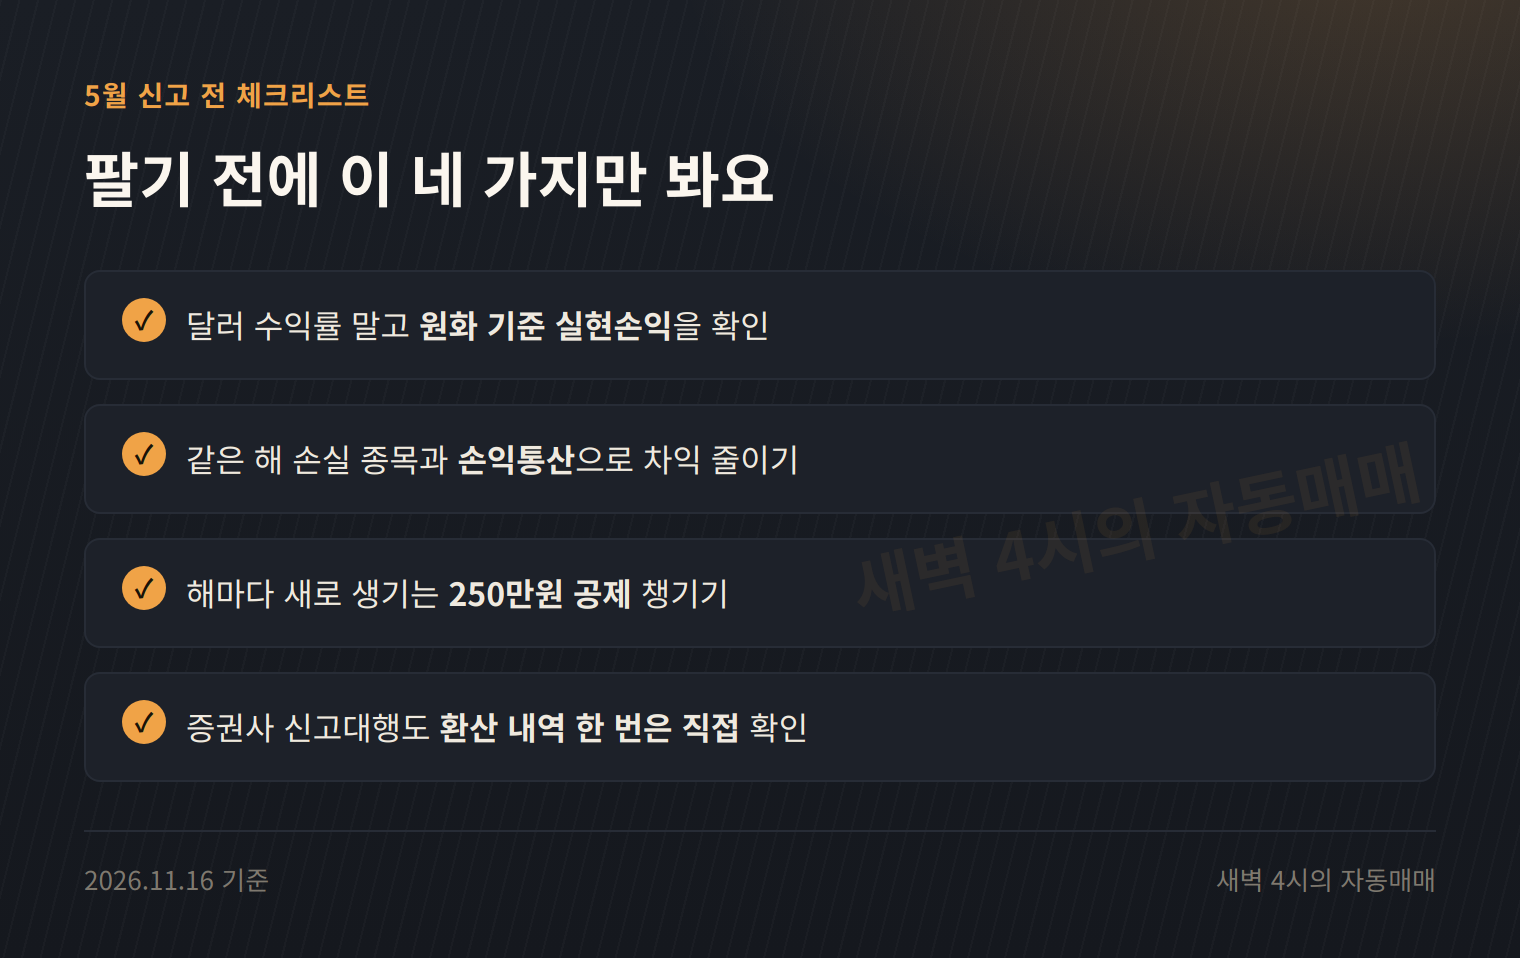 5월 신고 전 체크리스트
팔기 전에 이 네 가지만 봐요
달러 수익률 말고 원화 기준 실현손익을 확인
같은 해 손실 종목과 손익통산으로 차익 줄이기
해마다 새로 생기는 250만원 공제 챙기기
증권사 신고대행도 환산 내역 한 번은 직접 확인
새벽 4시의 자동매매
2026.11.16 기준
새벽 4시의 자동매매